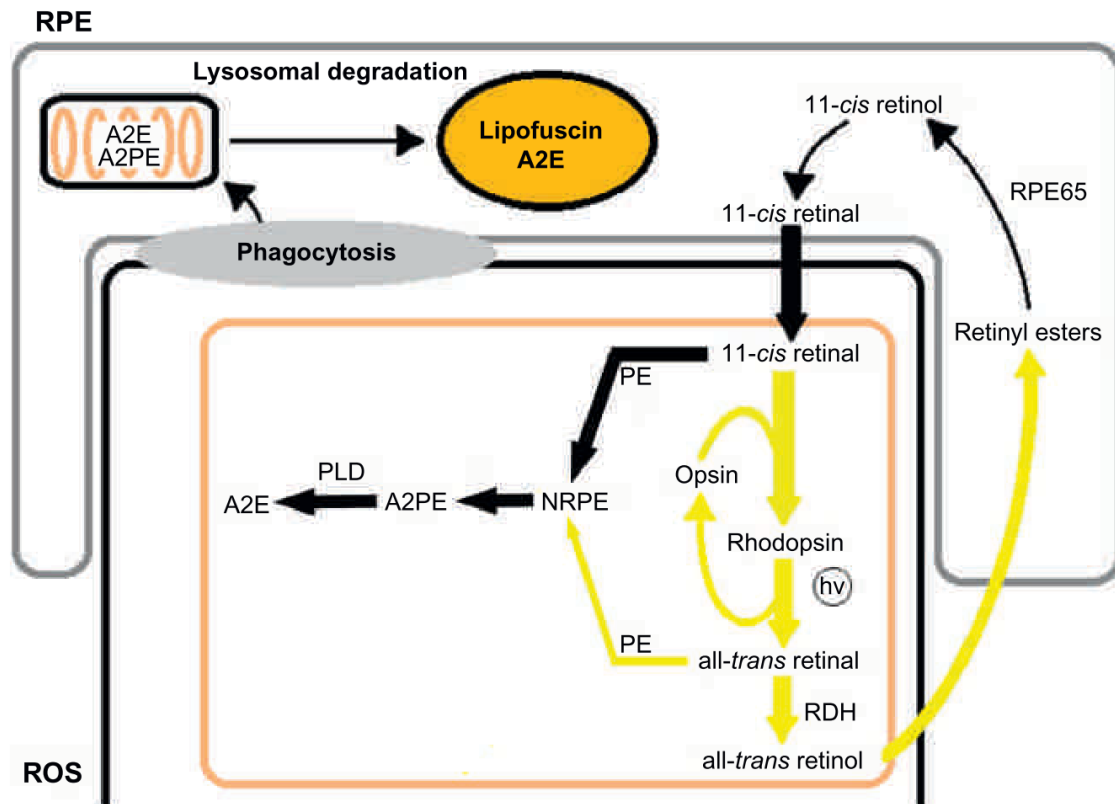 RPE
Lysosomal degradation
A2E
A2PE
Lipofuscin
A2E
11-cis retinol
RPE65
11-cis retinal
Phagocytosis
Retinyl esters
11-cis retinal
PE
Opsin
PLD
A2E
A2PE
NRPE
Rhodopsin
hv
PE
all-trans retinal
RDH
all-trans retinol
ROS